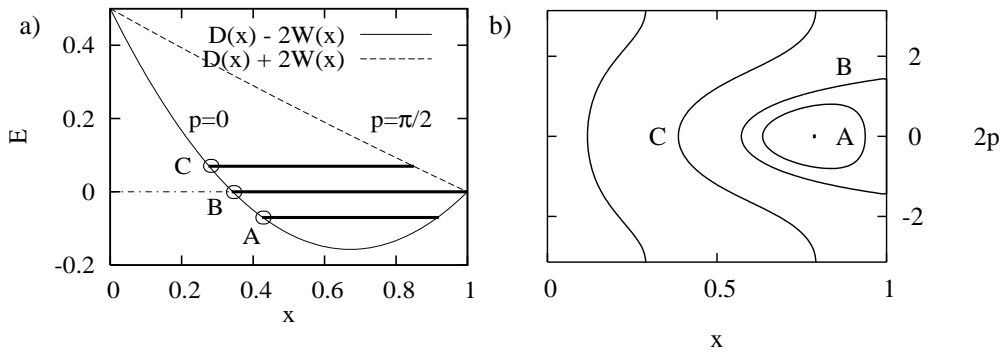 a)
0.4
0.2
0
-0.2
E
D(x) - 2W(x)
D(x) + 2W(x)
p=0
p=π/2
C
B
A
0
0.2
0.4
0.6
0.8
1
x
b)
B
C
A
2
0
-2
2p
0
0.5
1
x